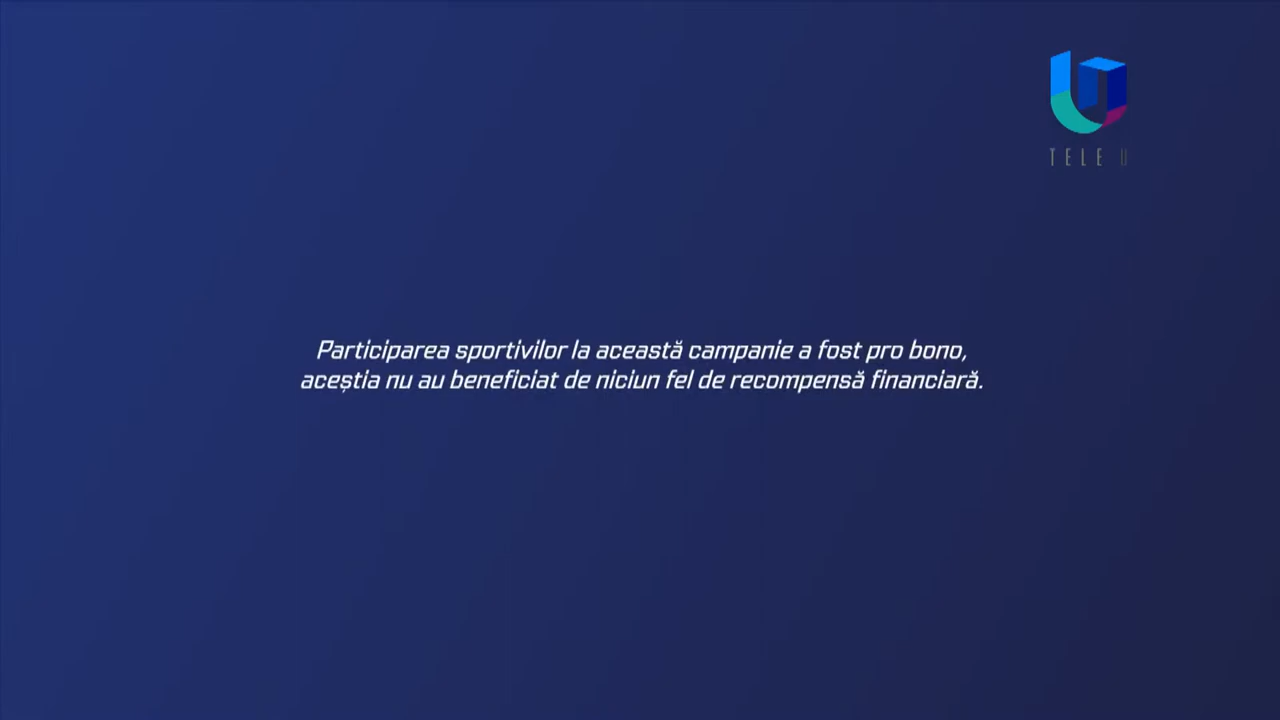 TELE U
Participarea sportivilor la această campanie a fost pro bono,
aceștia nu au beneficiat de niciun fel de recompensă financiară.